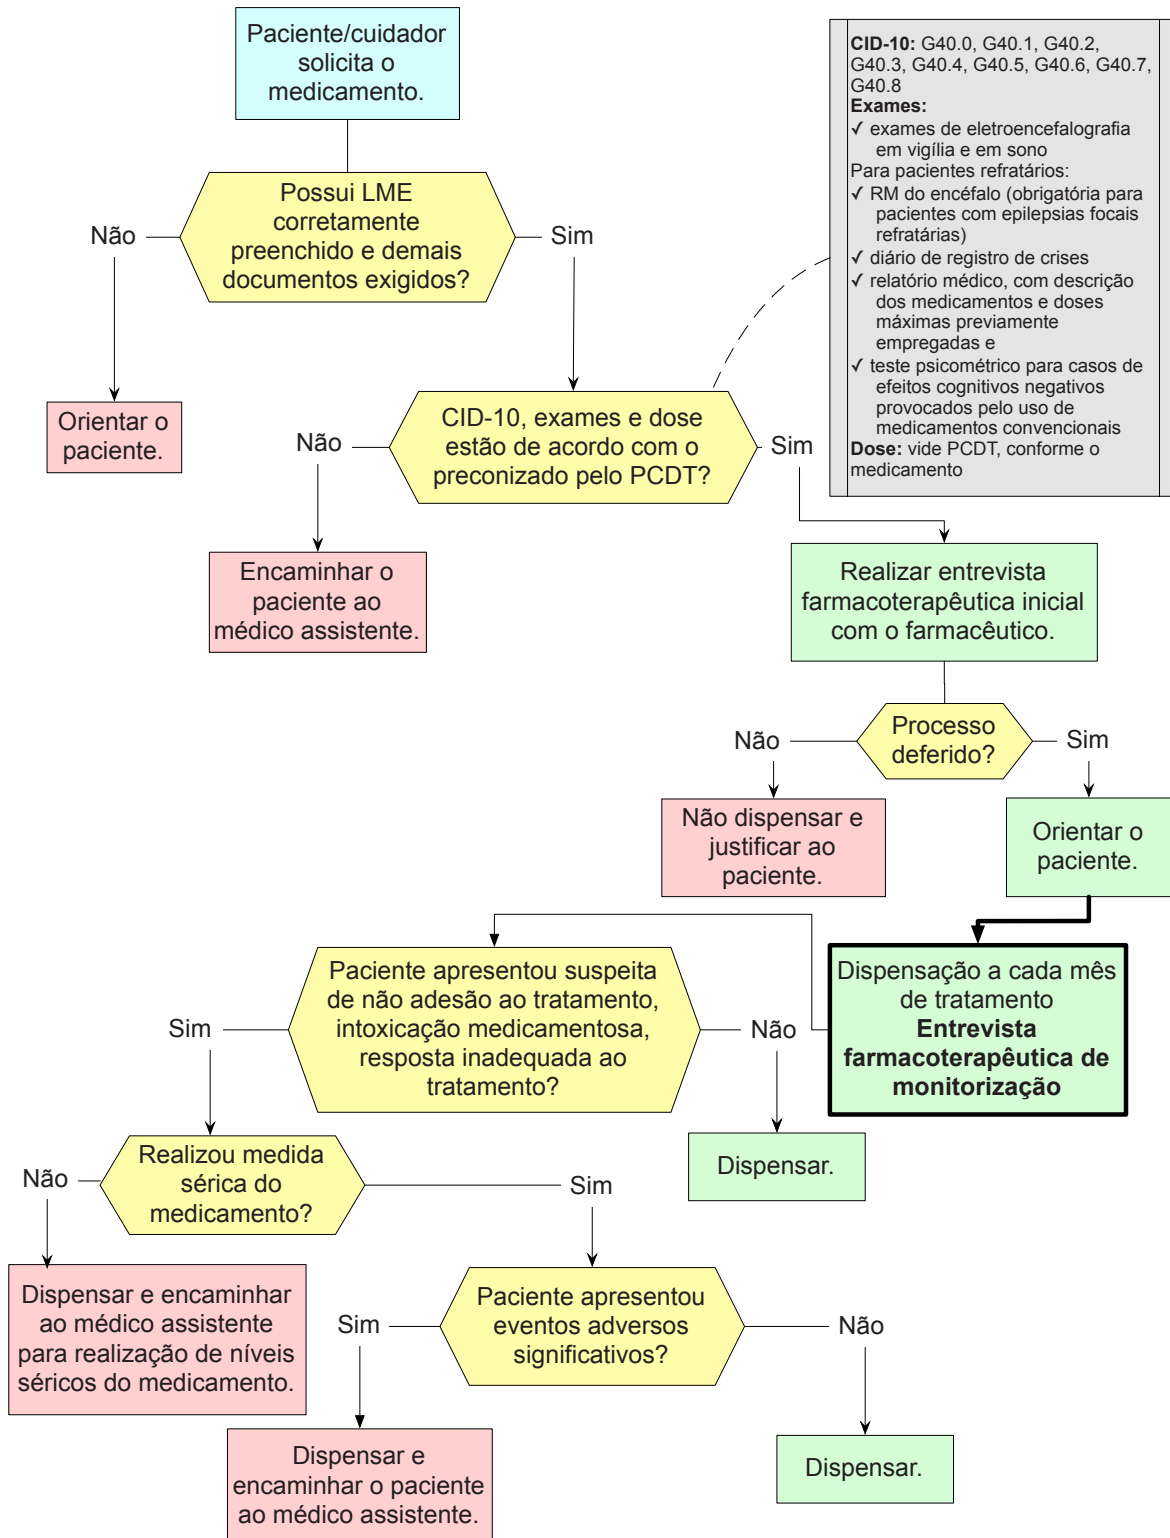 Paciente/cuidador
solicita o
medicamento.
CID-10: G40.0, G40.1, G40.2,
G40.3, G40.4, G40.5, G40.6, G40.7,
G40.8
Exames:
✓ exames de eletroencefalografia
em vigília e em sono
Para pacientes refratários:
✓ RM do encéfalo (obrigatória para
pacientes com epilepsias focais
refratárias)
✓ diário de registro de crises
✓ relatório médico, com descrição
dos medicamentos e doses
máximas previamente
empregadas e
✓ teste psicométrico para casos de
efeitos cognitivos negativos
provocados pelo uso de
medicamentos convencionais
Dose: vide PCDT, conforme o
medicamento
Possui LME
corretamente
preenchido e demais
documentos exigidos?
Não
Sim
Orientar o
paciente.
CID-10, exames e dose
estão de acordo com o
preconizado pelo PCDT?
Não
Sim
Encaminhar o
paciente ao
médico assistente.
Realizar entrevista
farmacoterapêutica inicial
com o farmacêutico.
Processo
deferido?
Não
Sim
Não dispensar e
justificar ao
paciente.
Orientar o
paciente.
Dispensação a cada mês
de tratamento
Entrevista
farmacoterapêutica de
monitorização
Paciente apresentou suspeita
de não adesão ao tratamento,
intoxicação medicamentosa,
resposta inadequada ao
tratamento?
Sim
Não
Dispensar.
Realizou medida
sérica do
medicamento?
Não
Sim
Dispensar e encaminhar
ao médico assistente
para realização de níveis
séricos do medicamento.
Paciente apresentou
eventos adversos
significativos?
Sim
Não
Dispensar e
encaminhar o paciente
ao médico assistente.
Dispensar.